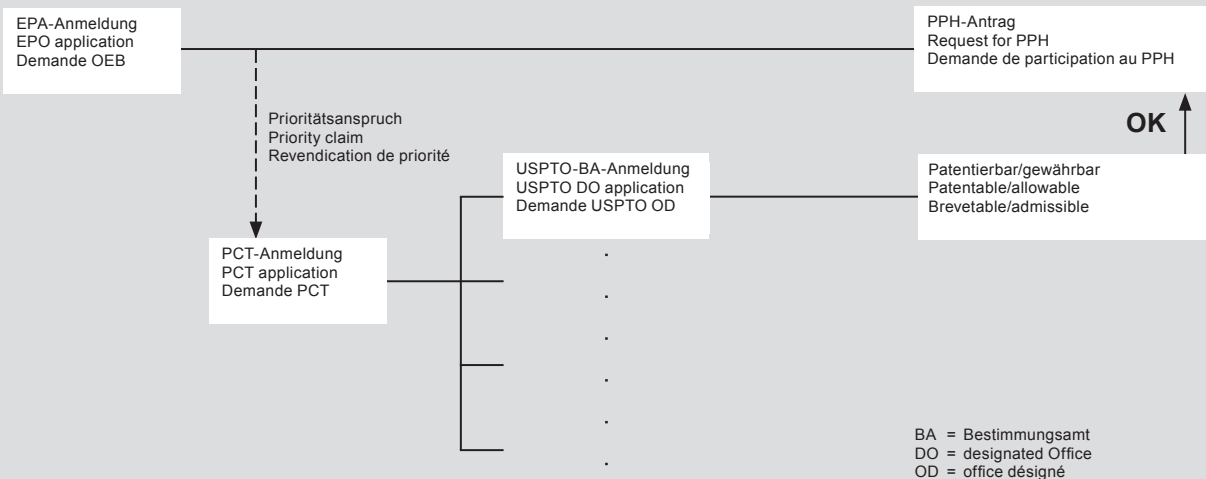 EPA-Anmeldung
EPO application
Demande OEB
PPH-Antrag
Request for PPH
Demande de participation au PPH
OK
Prioritätsanspruch
Priority claim
Revendication de priorité
USPTO-BA-Anmeldung
USPTO DO application
Demande USPTO OD
Patentierbar/gewährbar
Patentable/allowable
Brevetable/admissible
PCT-Anmeldung
PCT application
Demande PCT
BA = Bestimmungsamt
DO = designated Office
OD = office désigné